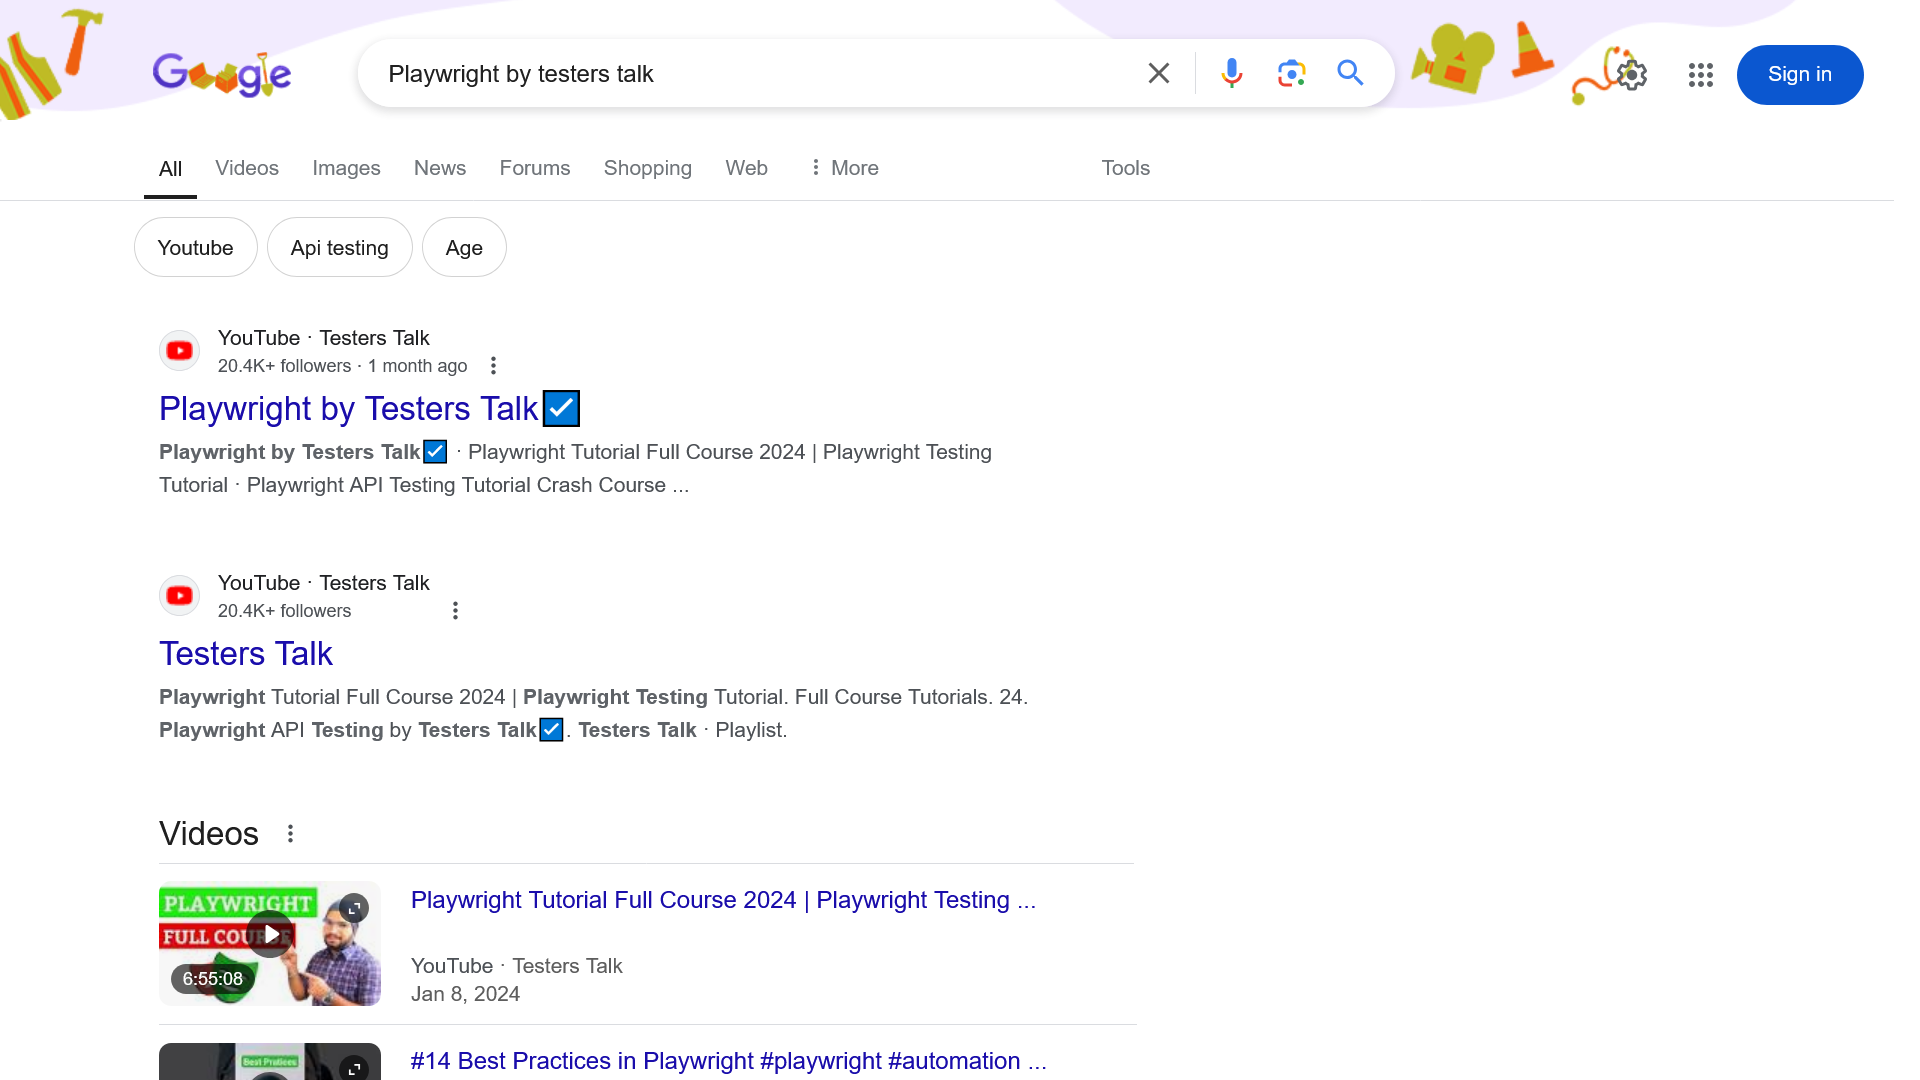 Google
Playwright by testers talk
Sign in
All
Videos
Images
News
Forums
Shopping
Web
More
Tools
Youtube
Api testing
Age
YouTube · Testers Talk
20.4K+ followers · 1 month ago
Playwright by Testers Talk☑️
Playwright by Testers Talk☑️ · Playwright Tutorial Full Course 2024 | Playwright Testing
Tutorial · Playwright API Testing Tutorial Crash Course ...
YouTube · Testers Talk
20.4K+ followers
Testers Talk
Playwright Tutorial Full Course 2024 | Playwright Testing Tutorial. Full Course Tutorials. 24.
Playwright API Testing by Testers Talk☑️. Testers Talk · Playlist.
Videos
PLAYWRIGHT
FULL COURSE
6:55:08
Playwright Tutorial Full Course 2024 | Playwright Testing ...
YouTube · Testers Talk
Jan 8, 2024
Best Pratices
#14 Best Practices in Playwright #playwright #automation ...